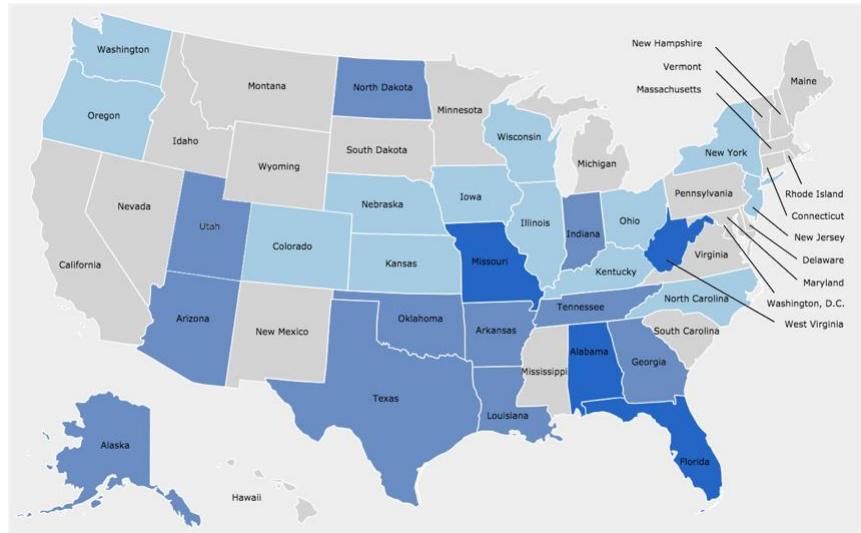 Washington
Oregon
California
Nevada
Idaho
Montana
Wyoming
Utah
Arizona
Colorado
New Mexico
North Dakota
South Dakota
Nebraska
Kansas
Oklahoma
Texas
Minnesota
Iowa
Missouri
Arkansas
Louisiana
Wisconsin
Illinois
Michigan
Indiana
Ohio
Kentucky
Tennessee
Mississippi
Alabama
Georgia
Florida
South Carolina
North Carolina
Virginia
Pennsylvania
New York
Maine
New Hampshire
Vermont
Massachusetts
Rhode Island
Connecticut
New Jersey
Delaware
Maryland
Washington, D.C.
West Virginia
Alaska
Hawaii